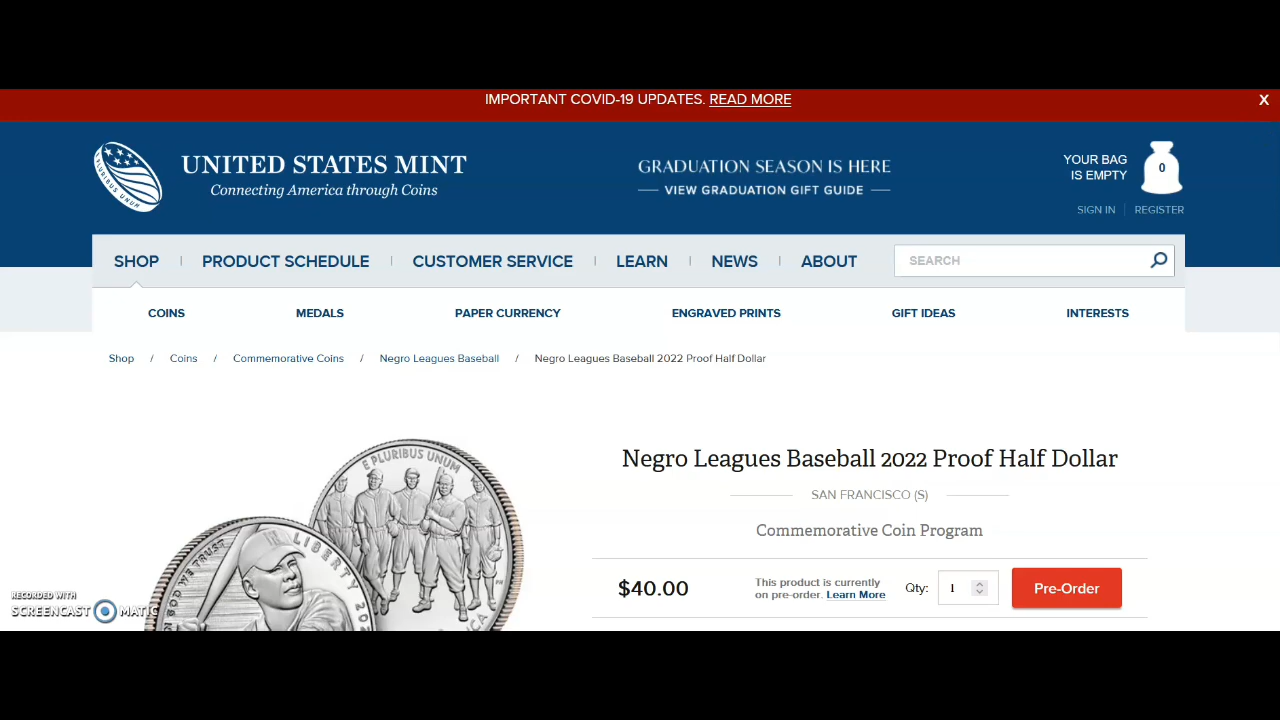 IMPORTANT COVID-19 UPDATES. READ MORE
X
PLURIBUS UNUM
UNITED STATES MINT
Connecting America through Coins
GRADUATION SEASON IS HERE
VIEW GRADUATION GIFT GUIDE
YOUR BAG
IS EMPTY
0
SIGN IN | REGISTER
SHOP | PRODUCT SCHEDULE | CUSTOMER SERVICE | LEARN | NEWS | ABOUT
SEARCH
COINS MEDALS PAPER CURRENCY ENGRAVED PRINTS GIFT IDEAS INTERESTS
Shop / Coins / Commemorative Coins / Negro Leagues Baseball / Negro Leagues Baseball 2022 Proof Half Dollar
E PLURIBUS UNUM
WE TRUST
LIBERTY
Negro Leagues Baseball 2022 Proof Half Dollar
SAN FRANCISCO (S)
Commemorative Coin Program
$40.00
This product is currently
on pre-order. Learn More
Qty: 1
Pre-Order
RECORDED WITH
SCREENCAST MATIC